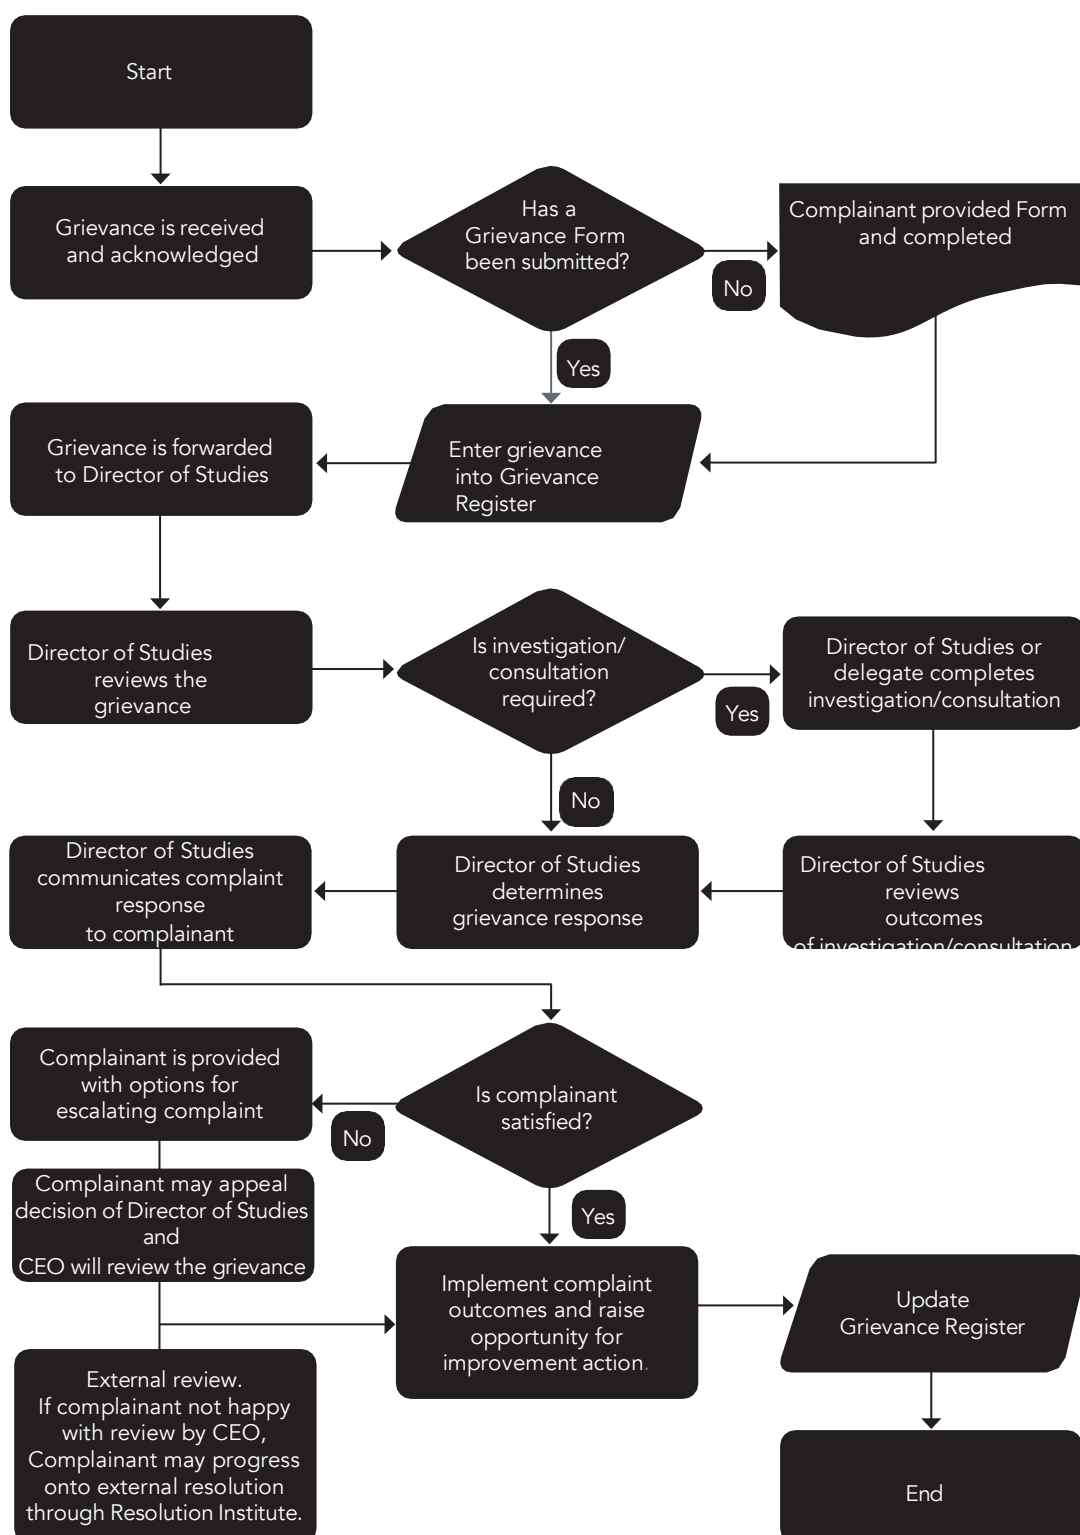 Start
Grievance is received
and acknowledged
Has a
Grievance Form
been submitted?
No
Complainant provided Form
and completed
Yes
Grievance is forwarded
to Director of Studies
Enter grievance
into Grievance
Register
Director of Studies
reviews the
grievance
Is investigation/
consultation
required?
Yes
Director of Studies or
delegate completes
investigation/consultation
No
Director of Studies
communicates complaint
response
to complainant
Director of Studies
determines
grievance response
Director of Studies
reviews
outcomes
of investigation/consultation
Complainant is provided
with options for
escalating complaint
No
Is complainant
satisfied?
Yes
Complainant may appeal
decision of Director of Studies
and
CEO will review the grievance
Implement complaint
outcomes and raise
opportunity for
improvement action.
Update
Grievance Register
External review.
If complainant not happy
with review by CEO,
Complainant may progress
onto external resolution
through Resolution Institute.
End